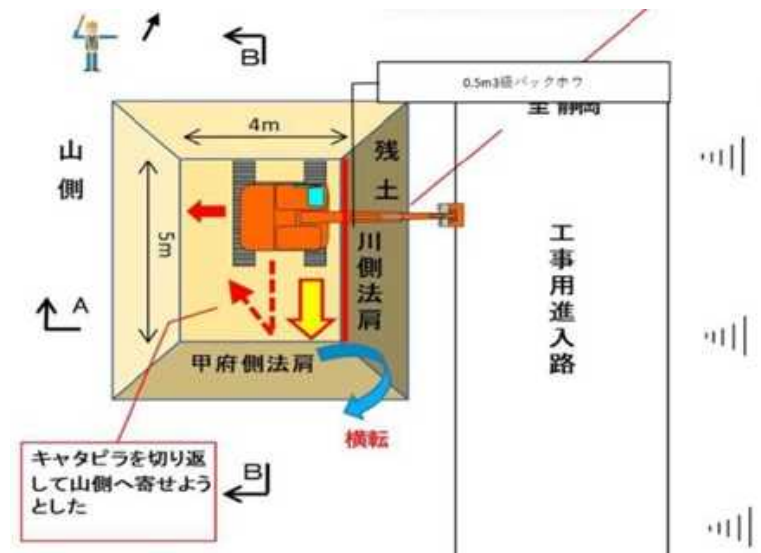 B
0.5m3級バックホウ
至 静岡
4m
山側
残土
5m
川側法肩
工事用進入路
A
甲府側法肩
横転
キャタピラを切り返
して山側へ寄せよう
とした
B